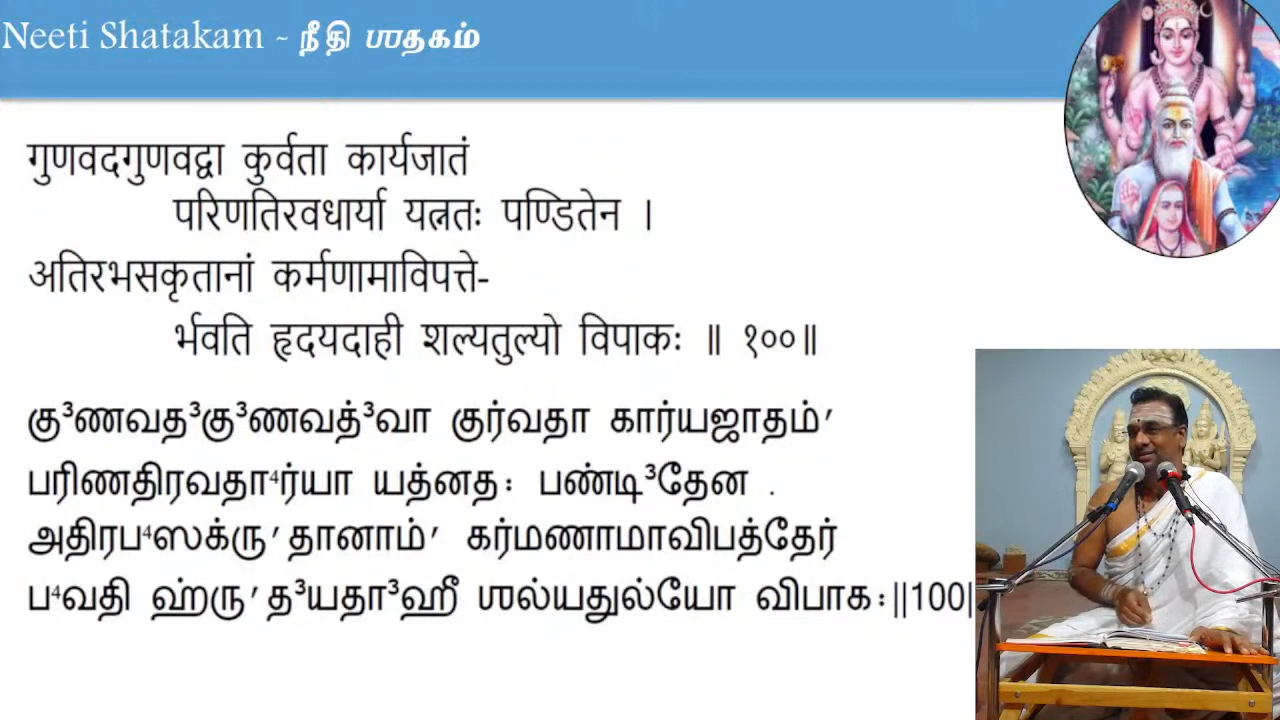 Neeti Shatakam ~ நீதி ஶதகம்
गुणवदगुणवद्वा कुर्वता कार्यजातं
परिणतिरवधार्या यत्नतः पण्डितेन ।
अतिरभसकृतानां कर्मणामाविपत्ते-
र्भवति हृदयदाही शल्यतुल्यो विपाकः ॥ १०० ॥
கு³ணவத³கு³ணவத்³வா குர்வதா கார்யஜாதம்ʼ
பரிணதிரவதா⁴ர்யா யத்னத꞉ பண்டி³தேன .
அதிரப⁴ஸக்ருʼதானாம்ʼ கர்மணாமாவிபத்தேர்
ப⁴வதி ஹ்ருʼத³யதா³ஹீ ஶல்யதுல்யோ விபாக꞉||100|